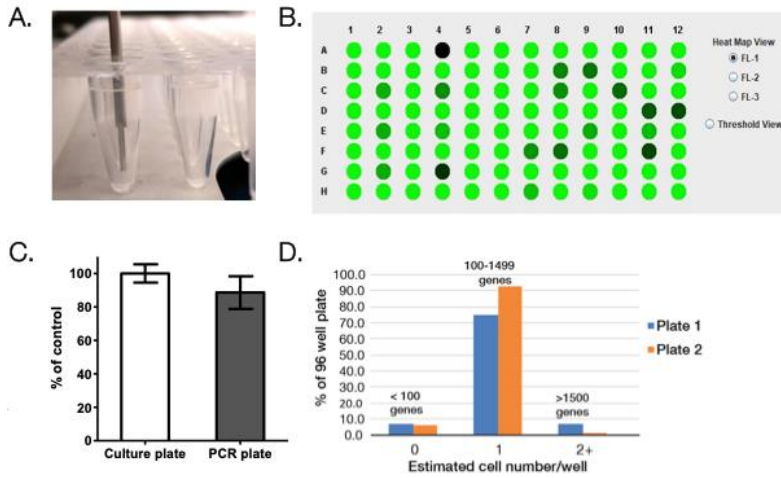 A.
B.
1 2 3 4 5 6 7 8 9 10 11 12
A
B
C
D
E
F
G
H
Heat Map View
FL-1
FL-2
FL-3
Threshold View
C.
% of control
100
80
60
40
20
0
Culture plate PCR plate
D.
% of 96 well plate
100.0
90.0
80.0
70.0
60.0
50.0
40.0
30.0
20.0
10.0
0.0
< 100
genes
100-1499
genes
>1500
genes
0 1 2+
Estimated cell number/well
Plate 1
Plate 2